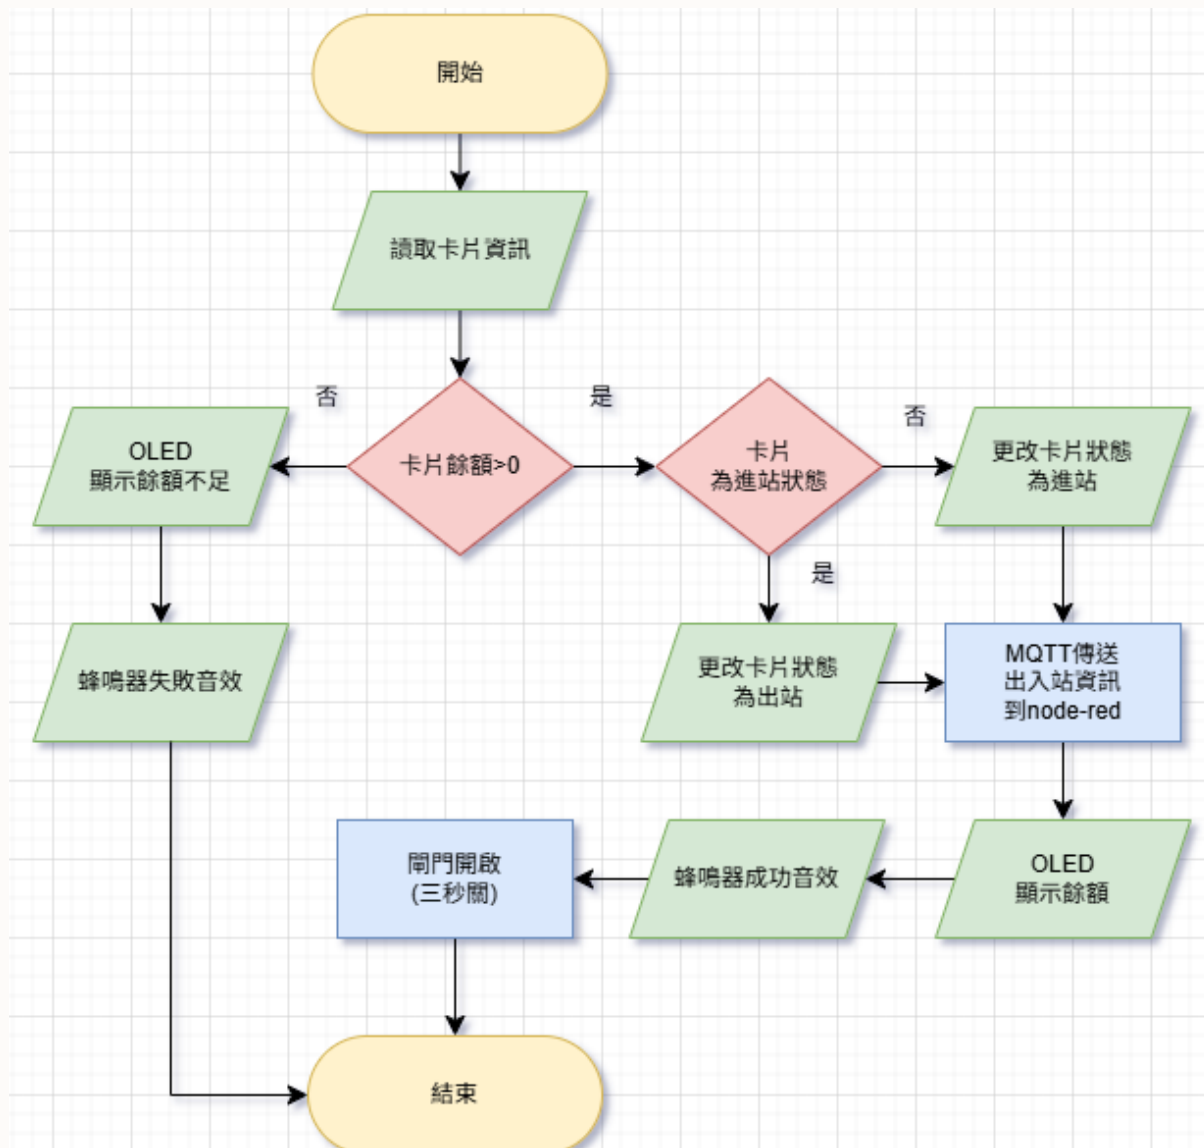 開始
讀取卡片資訊
否
是
否
OLED
顯示餘額不足
卡片餘額>0
卡片
為進站狀態
更改卡片狀態
為進站
是
蜂鳴器失敗音效
更改卡片狀態
為出站
MQTT傳送
出入站資訊
到node-red
閘門開啟
(三秒關)
蜂鳴器成功音效
OLED
顯示餘額
結束